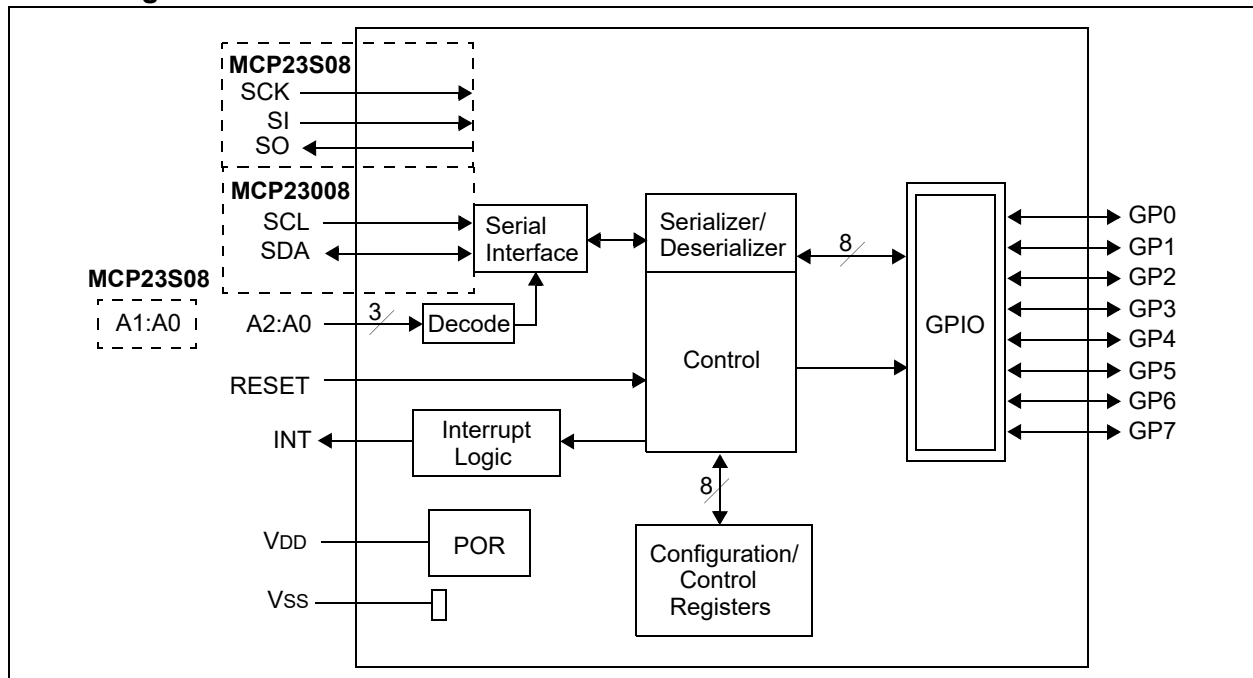 MCP23S08
SCK
SI
SO
MCP23008
SCL
SDA
MCP23S08
A1:A0
A2:A0
3
Decode
Serial
Interface
Serializer/
Deserializer
8
Control
GPIO
GP0
GP1
GP2
GP3
GP4
GP5
GP6
GP7
RESET
INT
Interrupt
Logic
8
VDD
POR
Configuration/
Control
Registers
VSS